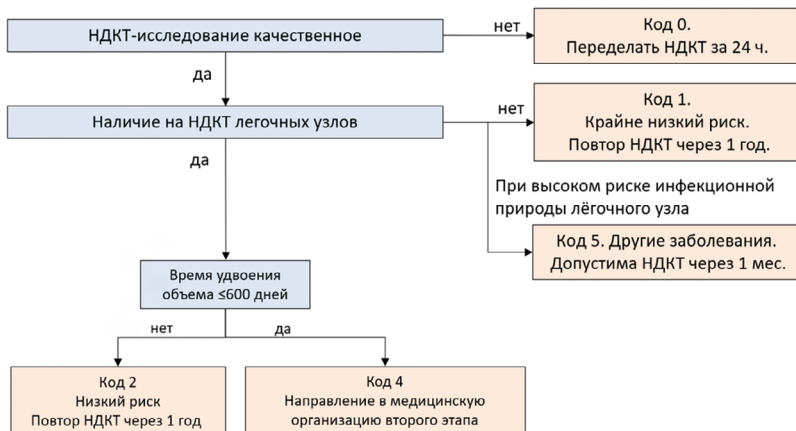 НДКТ-исследование качественное
нет
Код 0.
Переделать НДКТ за 24 ч.
да
Наличие на НДКТ легочных узлов
нет
Код 1.
Крайне низкий риск.
Повтор НДКТ через 1 год.
да
При высоком риске инфекционной
природы лёгочного узла
Код 5. Другие заболевания.
Допустима НДКТ через 1 мес.
Время удвоения
объема ≤600 дней
нет
да
Код 2
Низкий риск
Повтор НДКТ через 1 год
Код 4
Направление в медицинскую
организацию второго этапа